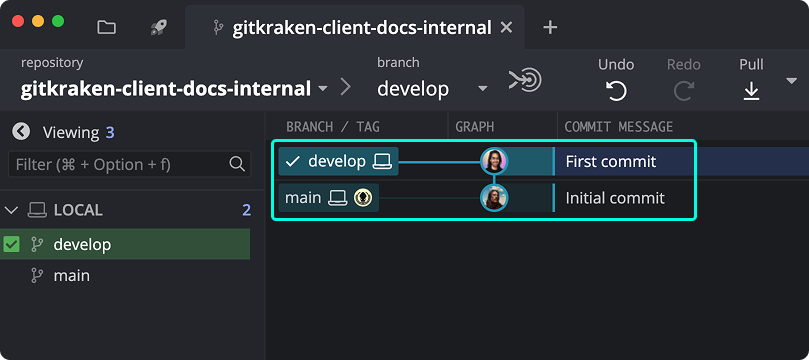 gitkraken-client-docs-internal
repository
gitkraken-client-docs-internal
branch
develop
Undo
Redo
Pull
Viewing 3
Filter (⌘ + Option + f)
LOCAL 2
develop
main
BRANCH / TAG GRAPH COMMIT MESSAGE
develop First commit
main Initial commit